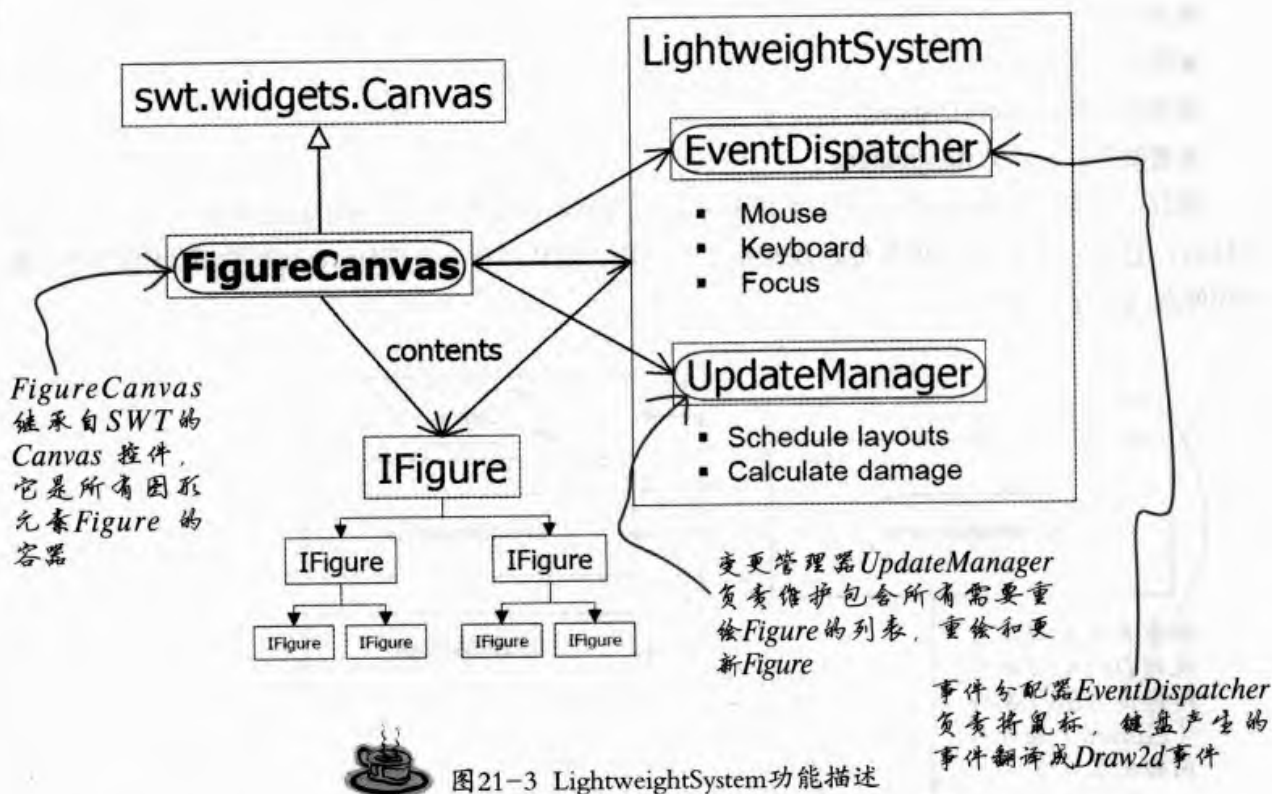 LightweightSystem
swt.widgets.Canvas
EventDispatcher
▪ Mouse
▪ Keyboard
▪ Focus
FigureCanvas
contents
UpdateManager
▪ Schedule layouts
▪ Calculate damage
IFigure
IFigure
IFigure
IFigure
IFigure
IFigure
IFigure
FigureCanvas
继承自SWT的
Canvas 控件,
它是所有图形
元素Figure 的
容器
变更管理器UpdateManager
负责维护包含所有需要重
绘Figure的列表, 重绘和更
新Figure
事件分配器EventDispatcher
负责将鼠标、键盘产生的
事件翻译成Draw2d事件
图21-3 LightweightSystem功能描述